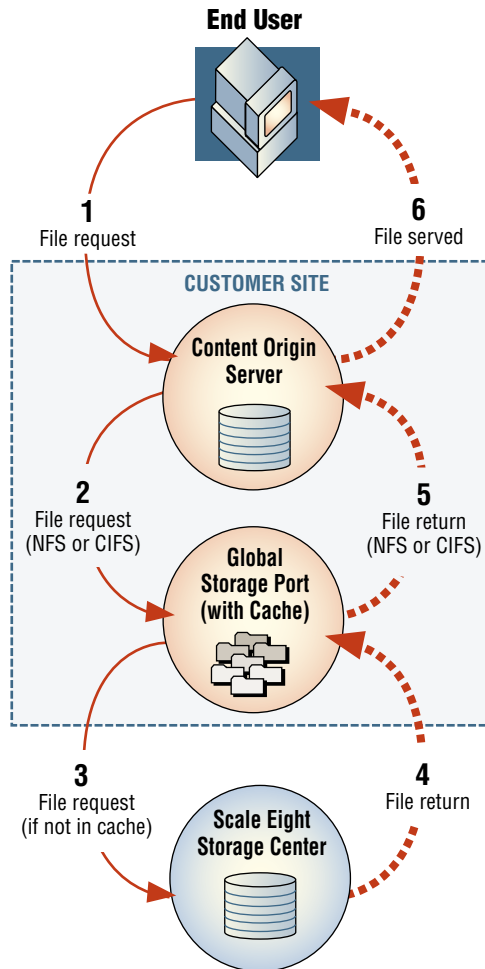 End User
1
File request
6
File served
CUSTOMER SITE
Content Origin
Server
2
File request
(NFS or CIFS)
5
File return
(NFS or CIFS)
Global
Storage Port
(with Cache)
3
File request
(if not in cache)
4
File return
Scale Eight
Storage Center